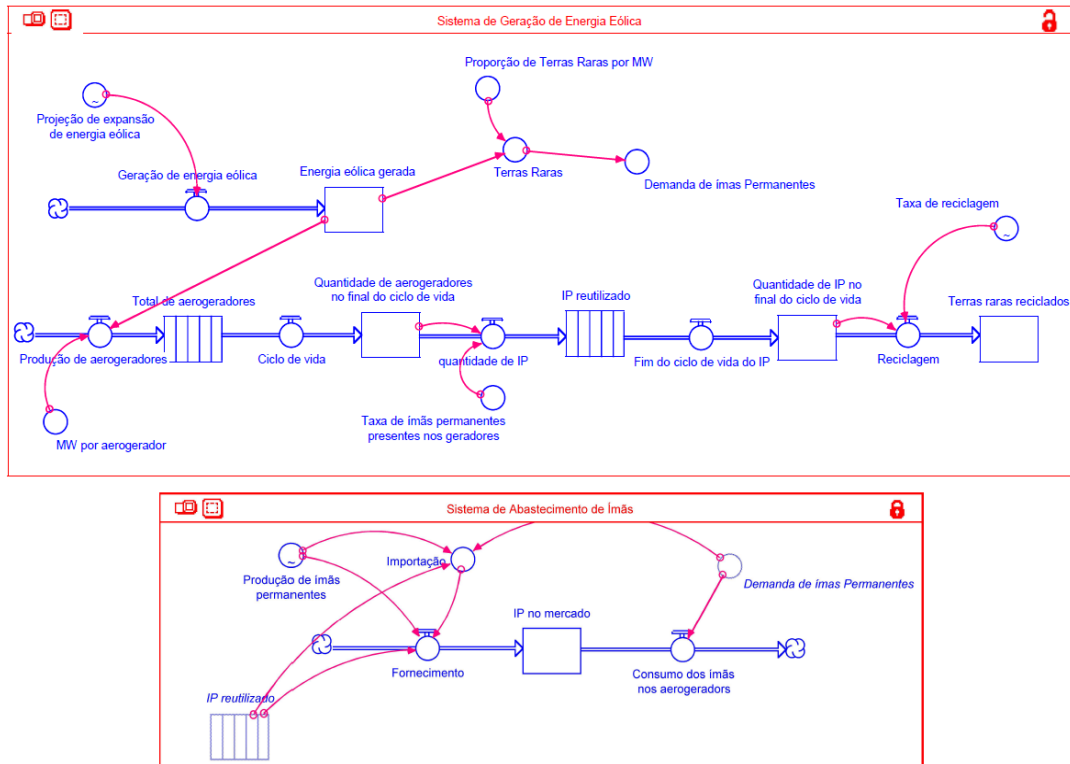 Sistema de Geração de Energia Eólica
Proporção de Terras Raras por MW
Projeção de expansão
de energia eólica
Geração de energia eólica
Energia eólica gerada
Terras Raras
Demanda de ímas Permanentes
Taxa de reciclagem
Total de aerogeradores
Quantidade de aerogeradores
no final do ciclo de vida
IP reutilizado
Quantidade de IP no
final do ciclo de vida
Terras raras reciclados
Produção de aerogeradores
Ciclo de vida
quantidade de IP
Fim do ciclo de vida do IP
Reciclagem
MW por aerogerador
Taxa de ímãs permanentes
presentes nos geradores
Sistema de Abastecimento de Ímãs
Importação
Produção de ímãs
permanentes
Demanda de ímas Permanentes
IP no mercado
Fornecimento
Consumo dos ímãs
nos aerogeradors
IP reutilizado